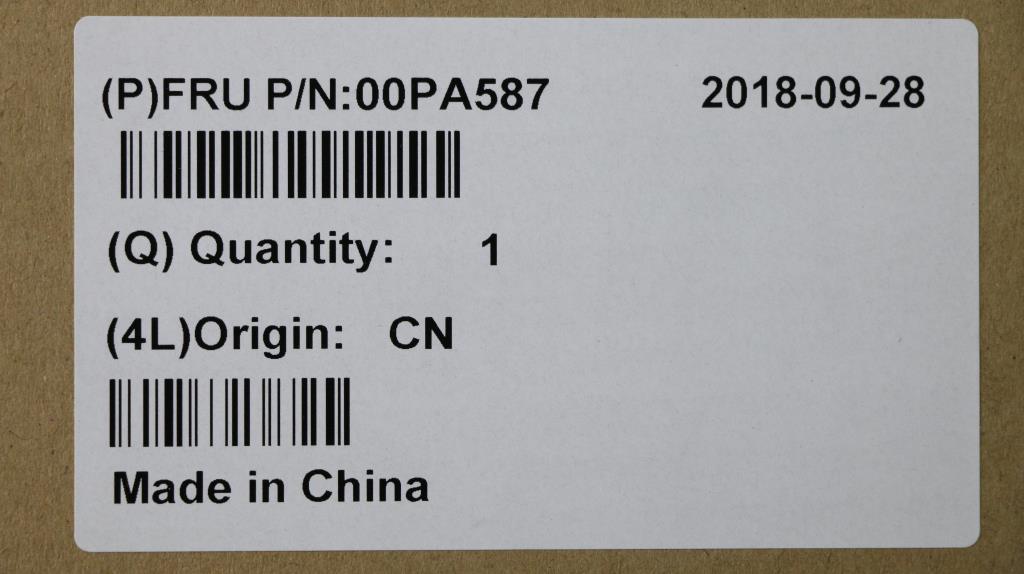 (P)FRU P/N:00PA587 2018-09-28
(Q) Quantity: 1
(4L)Origin: CN
Made in China